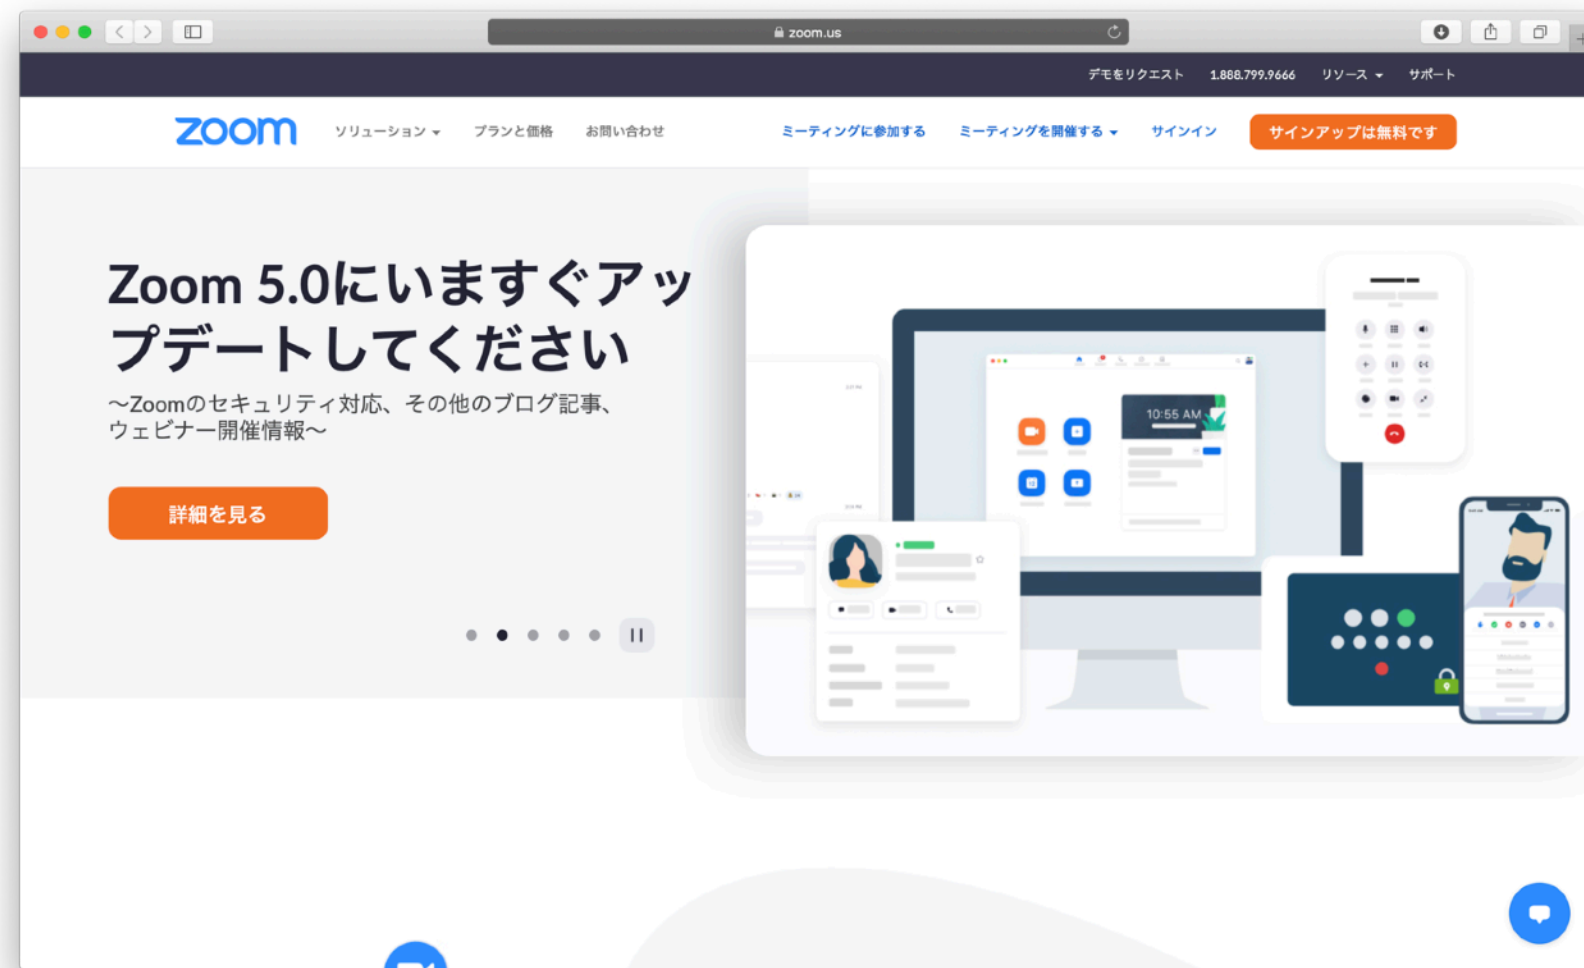 zoom.us
デモをリクエスト 1.888.799.9666 リソース サポート
zoom ソリューション プランと価格 お問い合わせ ミーティングに参加する ミーティングを開催する サインイン サインアップは無料です
Zoom 5.0にいますぐアッ
プデートしてください
～Zoomのセキュリティ対応、その他のブログ記事、
ウェビナー開催情報～
詳細を見る
10:55 AM